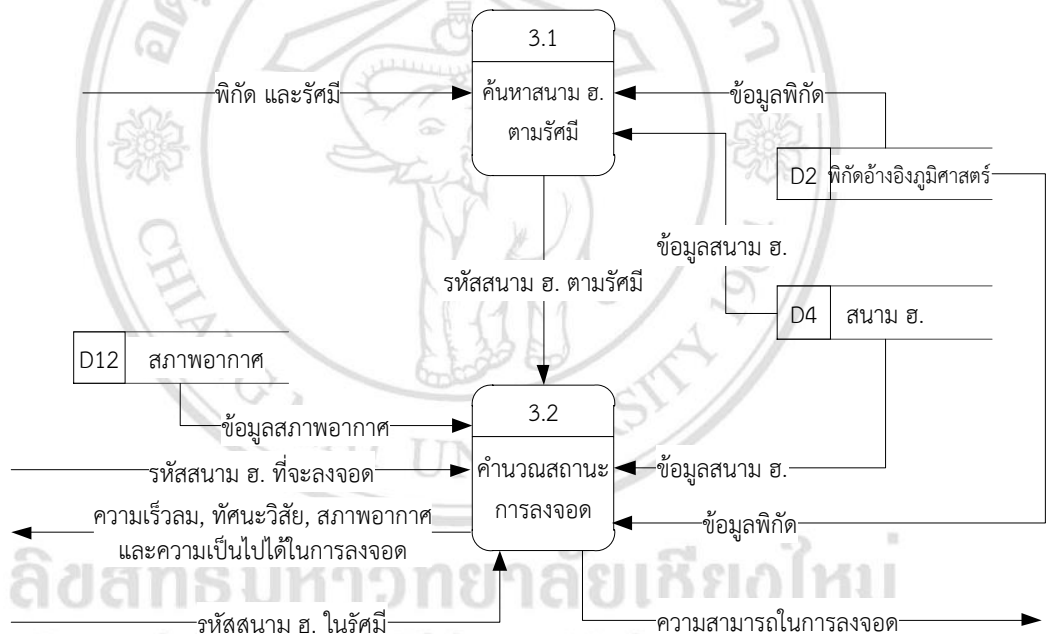 3.1
พิกัด และรัศมี
ค้นหาสนาม ฮ.
ตามรัศมี
ข้อมูลพิกัด
D2 พิกัดอ้างอิงภูมิศาสตร์
ข้อมูลสนาม ฮ.
รหัสสนาม ฮ. ตามรัศมี
D4 สนาม ฮ.
D12 สภาพอากาศ
3.2
ข้อมูลสภาพอากาศ
รหัสสนาม ฮ. ที่จะลงจอด
คำนวณสถานะ
การลงจอด
ข้อมูลสนาม ฮ.
ความเร็วลม, ทัศนะวิสัย, สภาพอากาศ
และความเป็นไปได้ในการลงจอด
ข้อมูลพิกัด
รหัสสนาม ฮ. ในรัศมี
ความสามารถในการลงจอด
ลิขสิทธิ์มหาวิทยาลัยเชียงใหม่